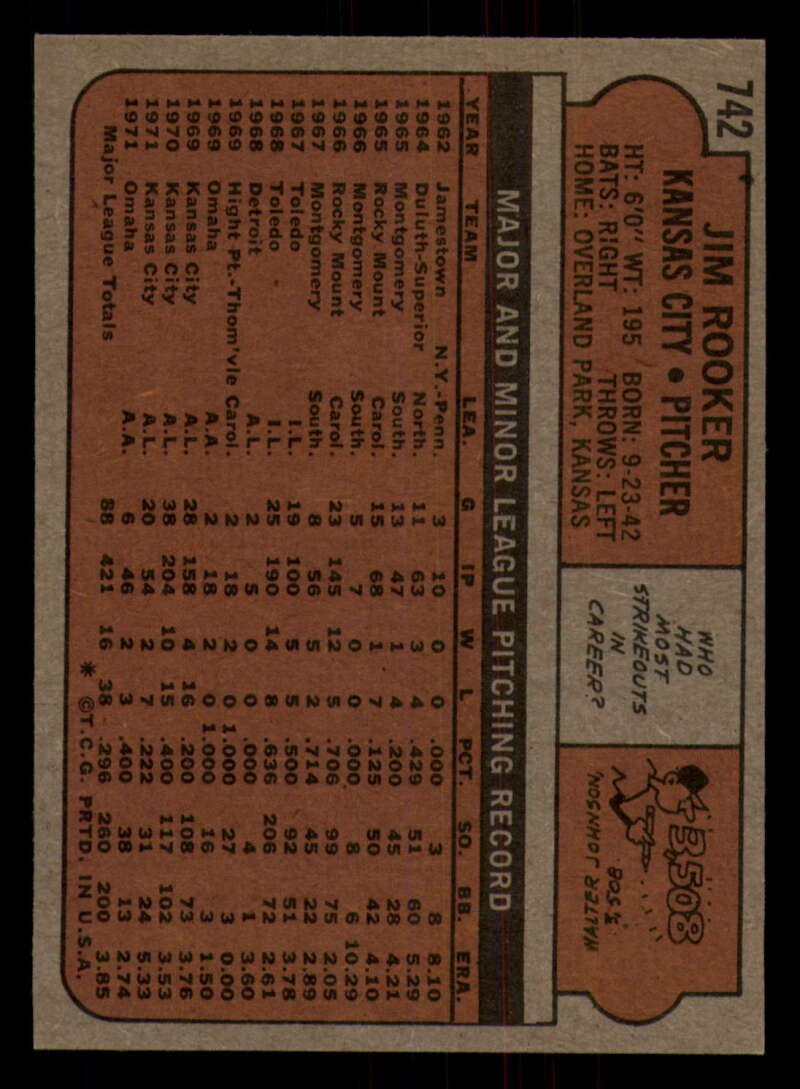 742
JIM ROOKER
KANSAS CITY • PITCHER
HT: 6'0" WT: 195 BORN: 9-23-42
BATS: RIGHT THROWS: LEFT
HOME: OVERLAND PARK, KANSAS
WHO
HAD
MOST
STRIKEOUTS
IN
CAREER?
3,508
3,508
WALTER JOHNSON
MAJOR AND MINOR LEAGUE PITCHING RECORD
YEAR TEAM LEA. G IP W L PCT. SO. BB. ERA.
1962 Jamestown N.Y.-Penn. 3 10 0 0 .000 3 8 8.10
1964 Duluth-Superior North. 11 63 3 4 .429 51 60 5.29
1965 Montgomery South. 13 47 1 4 .200 45 28 4.21
1965 Rocky Mount Carol. 15 68 1 7 .125 50 42 4.10
1966 Montgomery South. 5 7 0 0 .000 8 6 10.29
1966 Rocky Mount Carol. 23 145 12 5 .706 99 75 2.05
1967 Montgomery South. 8 56 5 2 .714 45 22 2.89
1967 Toledo I.L. 19 100 5 5 .500 92 51 3.78
1968 Toledo I.L. 25 190 14 8 .636 206 72 2.61
1968 Detroit A.L. 2 5 0 0 .000 4 1 3.60
1969 Hight Pt.-Thom'vle Carol. 2 18 2 0 1.000 27 3 0.00
1969 Omaha A.A. 2 18 2 0 1.000 16 3 1.50
1969 Kansas City A.L. 28 158 4 16 .200 108 73 3.76
1970 Kansas City A.L. 38 204 10 15 .400 117 102 3.53
1971 Kansas City A.L. 20 54 2 7 .222 31 24 5.33
1971 Omaha A.A. 6 46 2 3 .400 38 13 2.74
Major League Totals 88 421 16 38 .296 260 200 3.85
* ©T.C.G. PRTD. IN U.S.A.